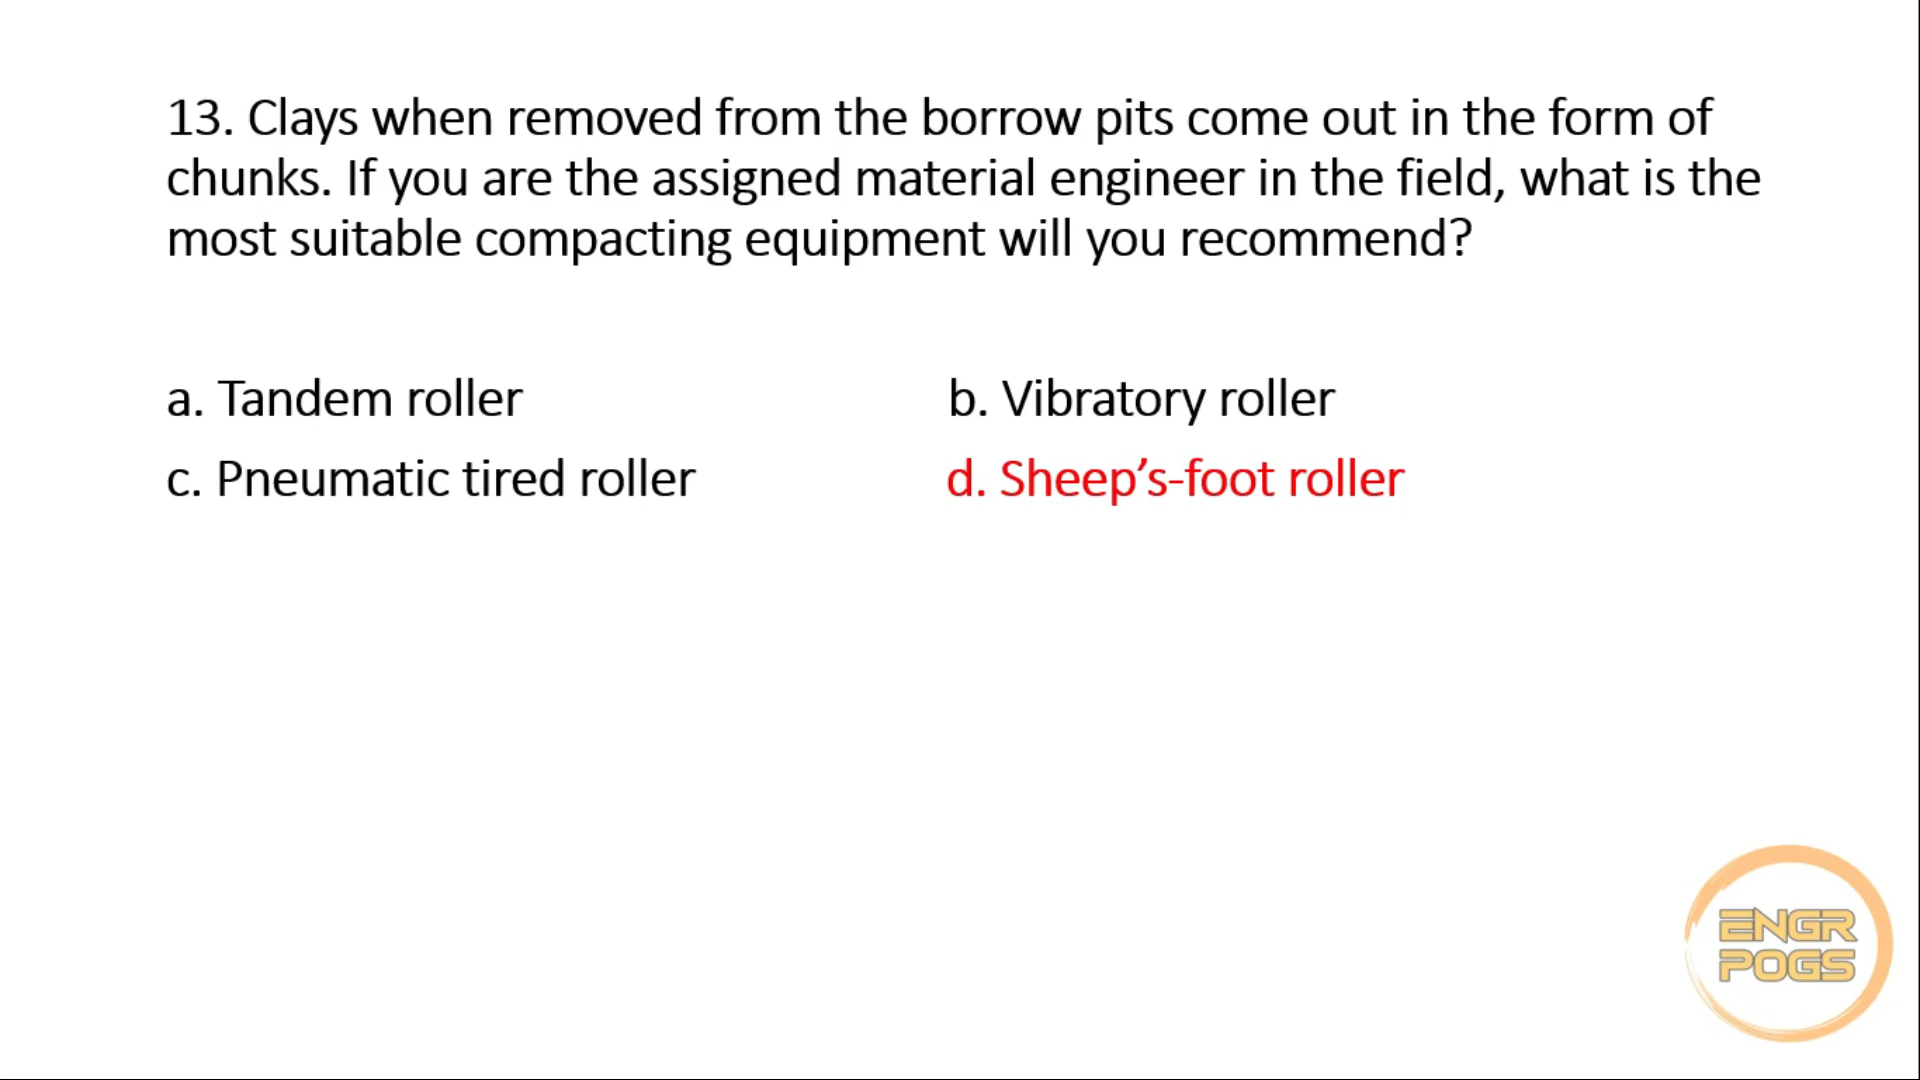 13. Clays when removed from the borrow pits come out in the form of
chunks. If you are the assigned material engineer in the field, what is the
most suitable compacting equipment will you recommend?
a. Tandem roller
b. Vibratory roller
c. Pneumatic tired roller
d. Sheep’s-foot roller
ENGR
POGS